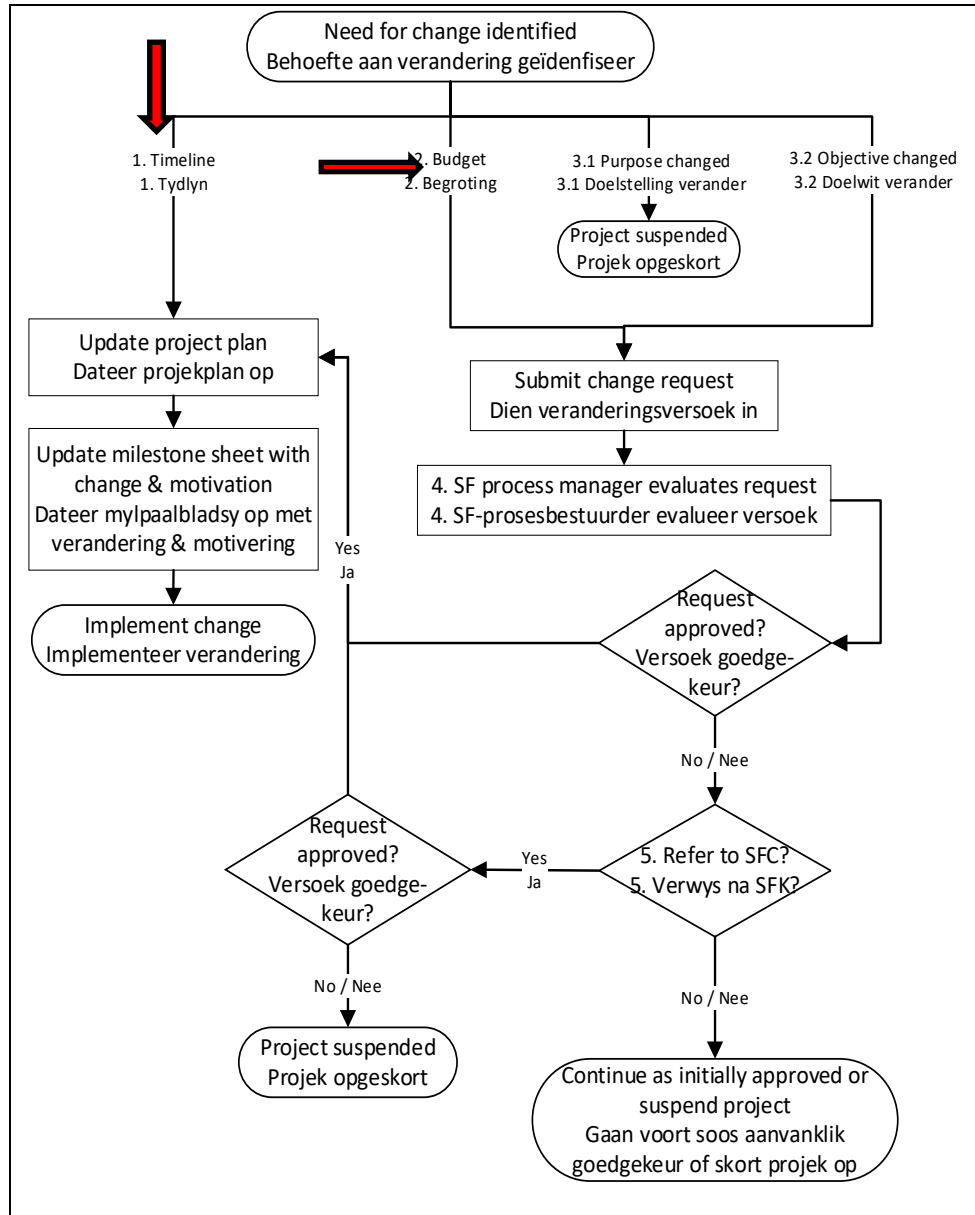 Need for change identified
Behoefte aan verandering geïdenfiseer
1. Timeline
1. Tydlyn
2. Budget
2. Begroting
3.1 Purpose changed
3.1 Doelstelling verander
3.2 Objective changed
3.2 Doelwit verander
Project suspended
Projek opgeskort
Update project plan
Dateer projekplan op
Submit change request
Dien veranderingsversoek in
Update milestone sheet with
change & motivation
Dateer mylpaalbladsy op met
verandering & motivering
4. SF process manager evaluates request
4. SF-prosesbestuurder evalueer versoek
Yes
Ja
Implement change
Implementeer verandering
Request
approved?
Versoek goedge-
keur?
No / Nee
Request
approved?
Versoek goedge-
keur?
Yes
Ja
5. Refer to SFC?
5. Verwys na SFK?
No / Nee
No / Nee
Project suspended
Projek opgeskort
Continue as initially approved or
suspend project
Gaan voort soos aanvanklik
goedgekeur of skort projek op